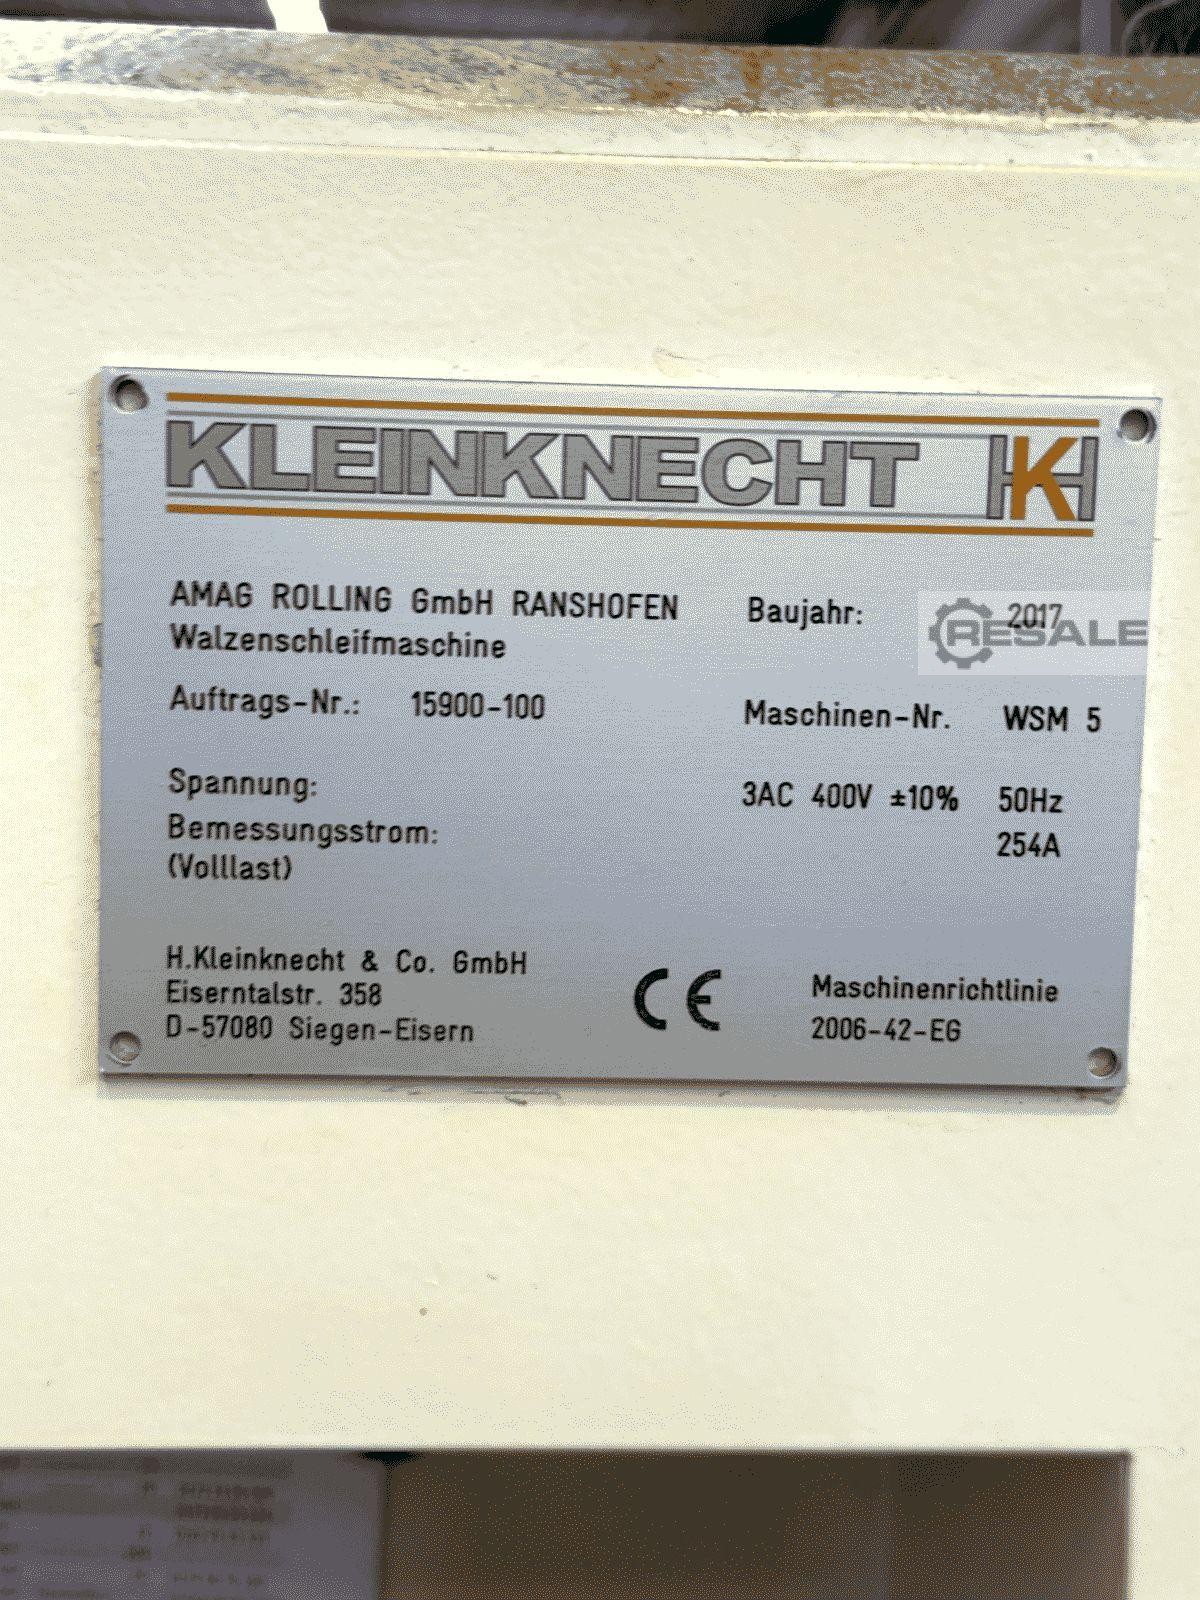 KLEINKNECHT HKH
AMAG ROLLING GmbH RANSHOFEN
Baujahr: 2017
RESALE
Walzenschleifmaschine
Auftrags-Nr.: 15900-100
Maschinen-Nr. WSM 5
Spannung: 3AC 400V ±10% 50Hz
Bemessungsstrom: 254A
(Volllast)
H.Kleinknecht & Co. GmbH
Eiserntalstr. 358
D-57080 Siegen-Eisern
CE
Maschinenrichtlinie
2006-42-EG